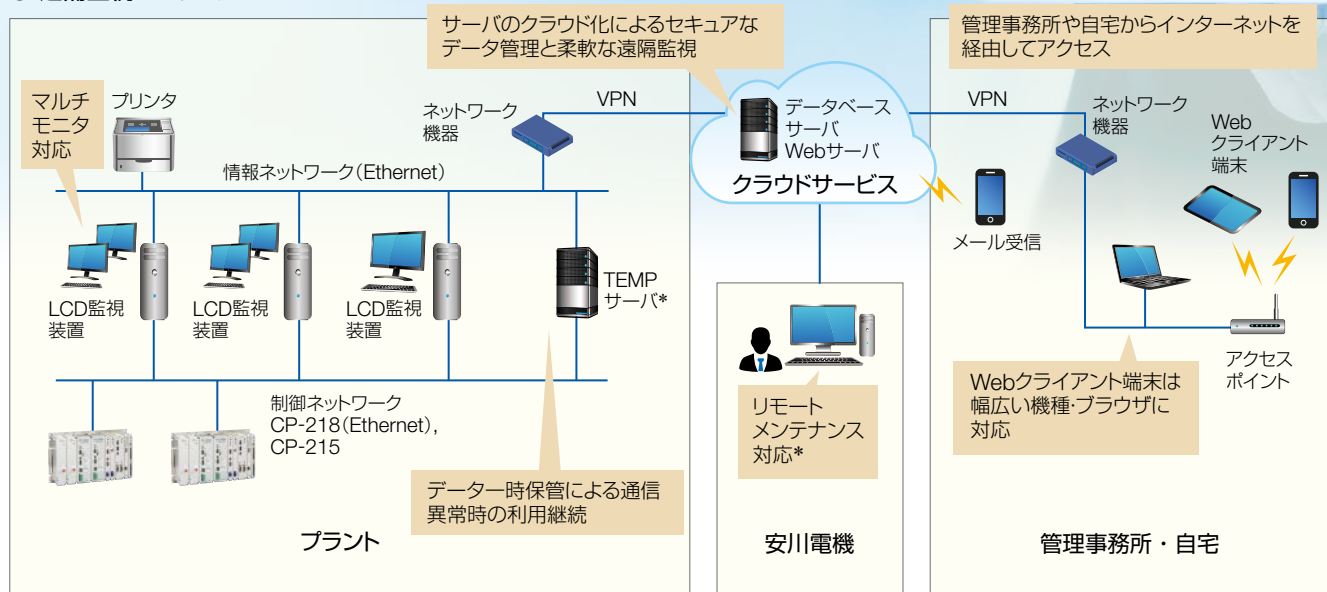 サーバのクラウド化によるセキュアな
データ管理と柔軟な遠隔監視
管理事務所や自宅からインターネットを
経由してアクセス
マルチ
モニタ
対応
プリンタ
ネットワーク
機器
VPN
データベース
サーバ
Webサーバ
クラウドサービス
VPN
ネットワーク
機器
Web
クライアント
端末
情報ネットワーク(Ethernet)
メール受信
LCD監視
装置
LCD監視
装置
LCD監視
装置
TEMP
サーバ*
アクセス
ポイント
制御ネットワーク
CP-218(Ethernet),
CP-215
リモート
メンテナンス
対応*
Webクライアント端末は
幅広い機種・ブラウザに
対応
データ一時保管による通信
異常時の利用継続
プラント
安川電機
管理事務所・自宅